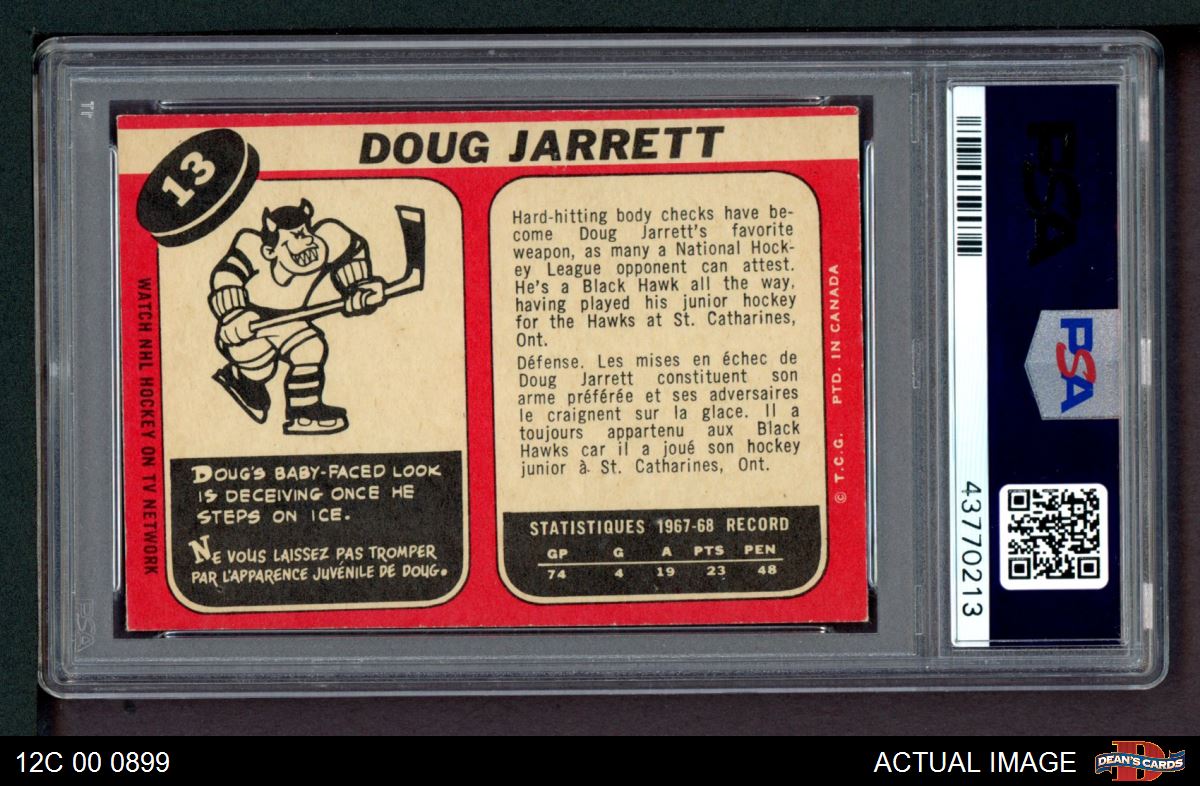 13
DOUG JARRETT
WATCH NHL HOCKEY ON TV NETWORK
DOUG'S BABY-FACED LOOK
IS DECEIVING ONCE HE
STEPS ON ICE.
NE VOUS LAISSEZ PAS TROMPER
PAR L'APPARENCE JUVÉNILE DE DOUG.
Hard-hitting body checks have be-
come Doug Jarrett's favorite
weapon, as many a National Hock-
ey League opponent can attest.
He's a Black Hawk all the way,
having played his junior hockey
for the Hawks at St. Catharines,
Ont.
Défense. Les mises en échec de
Doug Jarrett constituent son
arme préférée et ses adversaires
le craignent sur la glace. Il a
toujours appartenu aux Black
Hawks car il a joué son hockey
junior à St. Catharines, Ont.
STATISTIQUES 1967-68 RECORD
GP G A PTS PEN
74 4 19 23 48
© T.C.G. PTD. IN CANADA
PSA
PSA
43770213
PSA
12C 00 0899
ACTUAL IMAGE
D
DEAN'S CARDS